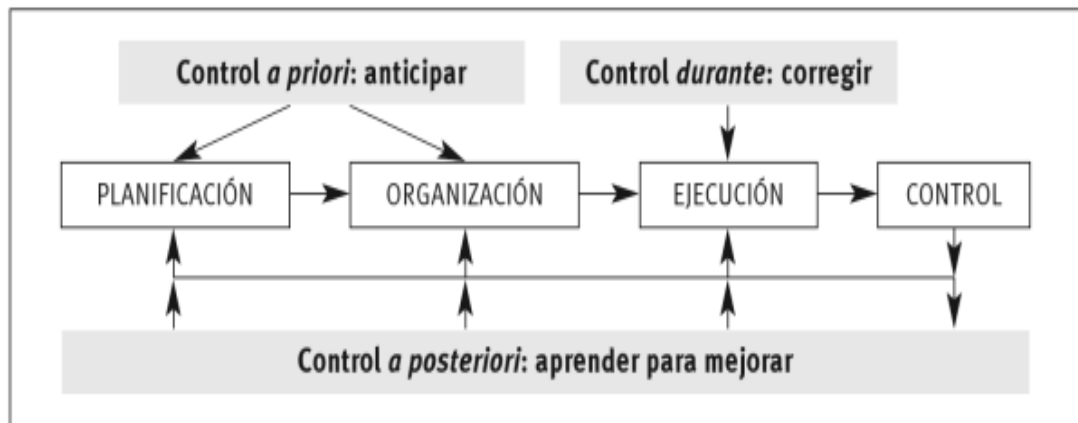 Control a priori: anticipar
Control durante: corregir
PLANIFICACIÓN
ORGANIZACIÓN
EJECUCIÓN
CONTROL
Control a posteriori: aprender para mejorar